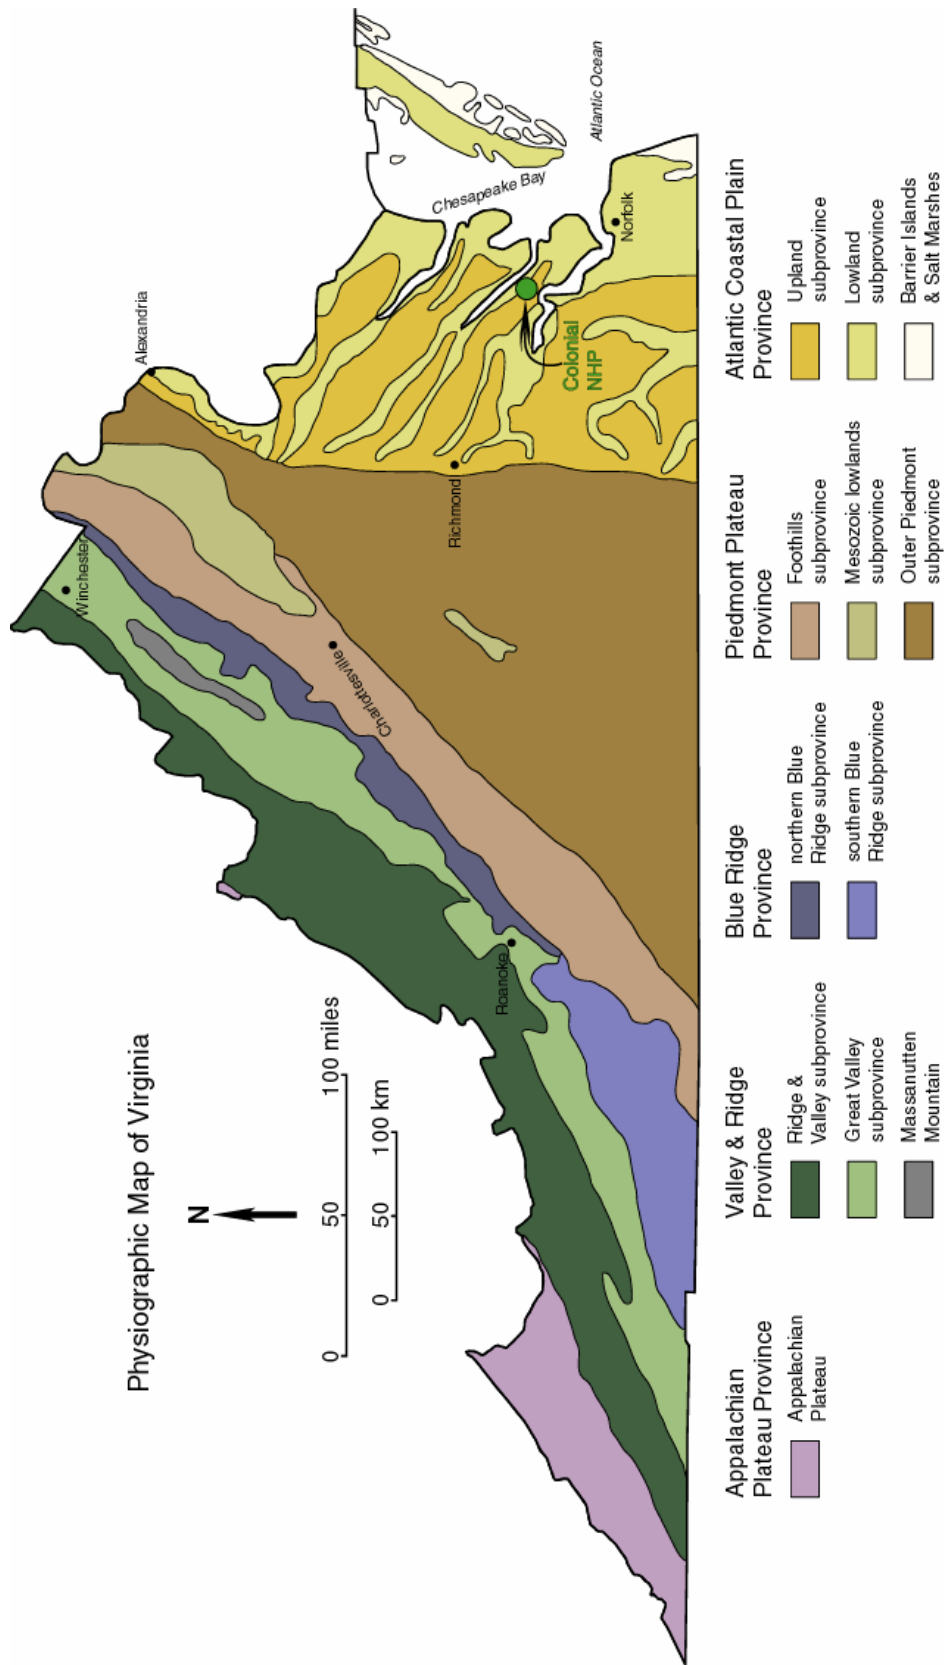 Physiographic Map of Virginia
N
0
50
100 miles
0
50
100 km
Winchester
Alexandria
Charlottesville
Richmond
Roanoke
Norfolk
Chesapeake Bay
Atlantic Ocean
Colonial
NHP
Appalachian
Plateau Province
Appalachian
Plateau
Valley & Ridge
Province
Ridge &
Valley subprovince
Great Valley
subprovince
Massanutten
Mountain
Blue Ridge
Province
northern Blue
Ridge subprovince
southern Blue
Ridge subprovince
Piedmont Plateau
Province
Foothills
subprovince
Mesozoic lowlands
subprovince
Outer Piedmont
subprovince
Atlantic Coastal Plain
Province
Upland
subprovince
Lowland
subprovince
Barrier Islands
& Salt Marshes